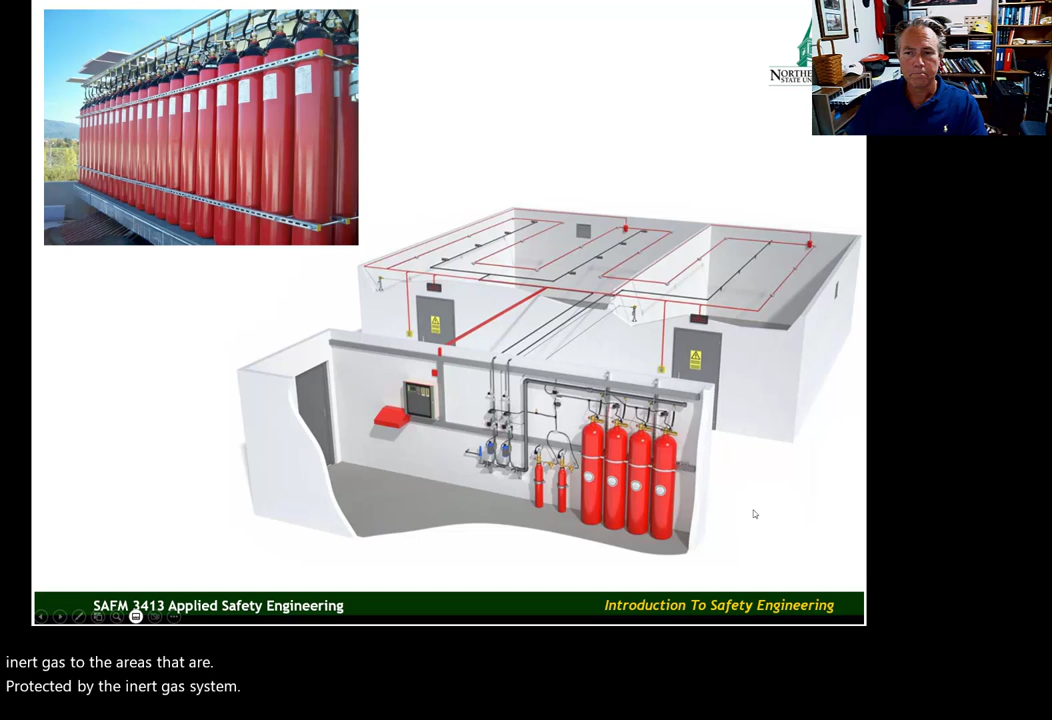 SAFM 3413 Applied Safety Engineering
Introduction To Safety Engineering
inert gas to the areas that are.
Protected by the inert gas system.